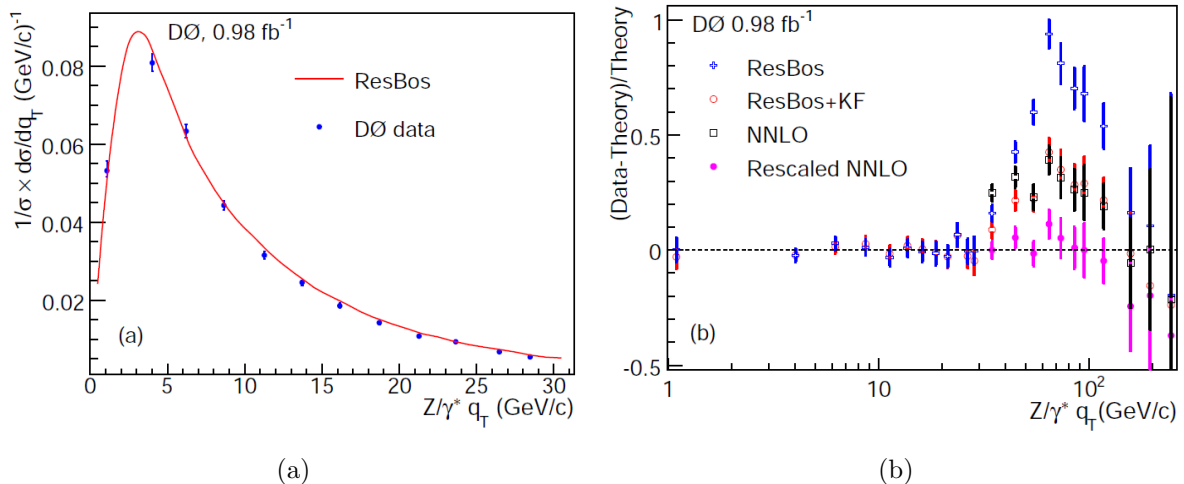 DØ, 0.98 fb⁻¹
ResBos
DØ data
(a)
1/σ × dσ/dq_T (GeV/c)⁻¹
0.08
0.06
0.04
0.02
0 5 10 15 20 25 30
Z/γ* q_T (GeV/c)
(a)
DØ 0.98 fb⁻¹
ResBos
ResBos+KF
NNLO
Rescaled NNLO
(b)
(Data-Theory)/Theory
1
0.5
0
-0.5
1 10 10²
Z/γ* q_T(GeV/c)
(b)